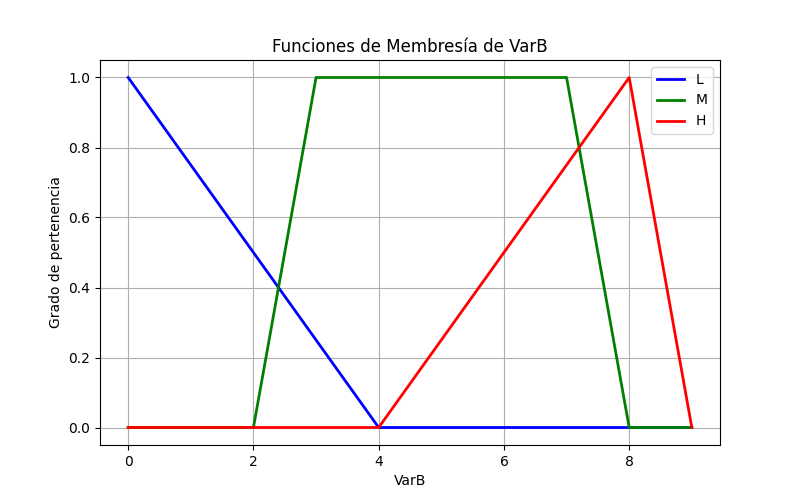 Funciones de Membresía de VarB
L
M
H
Grado de pertenencia
1.0
0.8
0.6
0.4
0.2
0.0
0 2 4 6 8
VarB